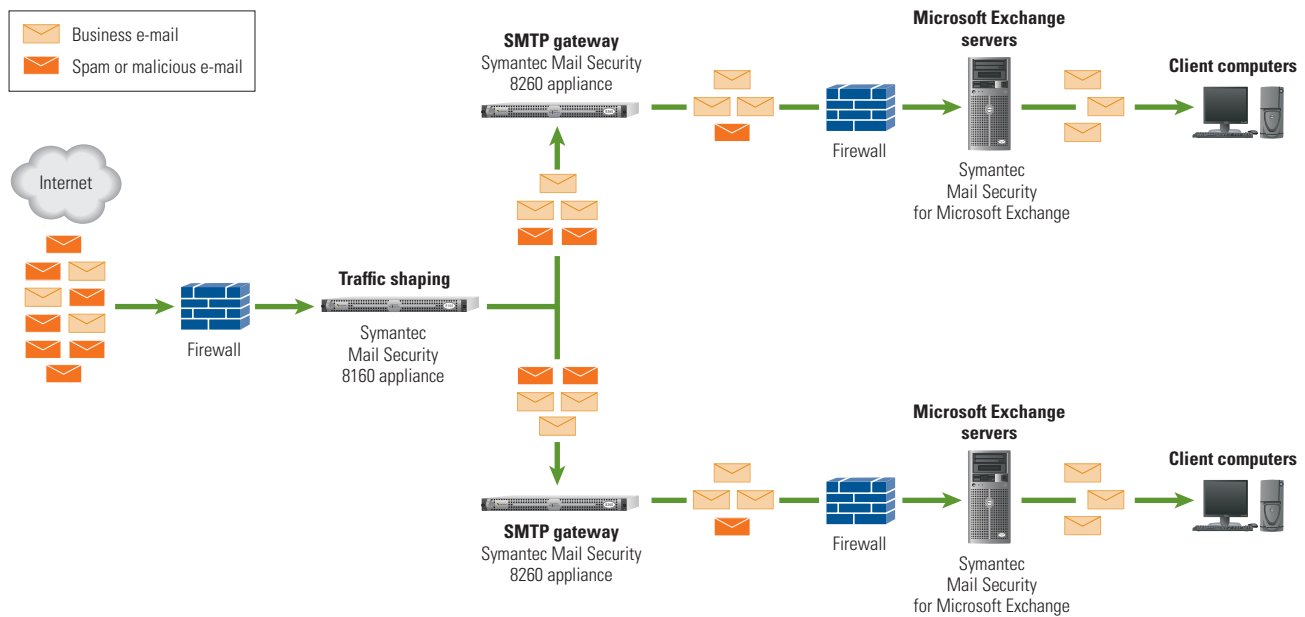 Business e-mail
Spam or malicious e-mail
Internet
Firewall
Traffic shaping
Symantec
Mail Security
8160 appliance
SMTP gateway
Symantec Mail Security
8260 appliance
Firewall
Microsoft Exchange
servers
Symantec
Mail Security
for Microsoft Exchange
Client computers
SMTP gateway
Symantec Mail Security
8260 appliance
Firewall
Microsoft Exchange
servers
Symantec
Mail Security
for Microsoft Exchange
Client computers